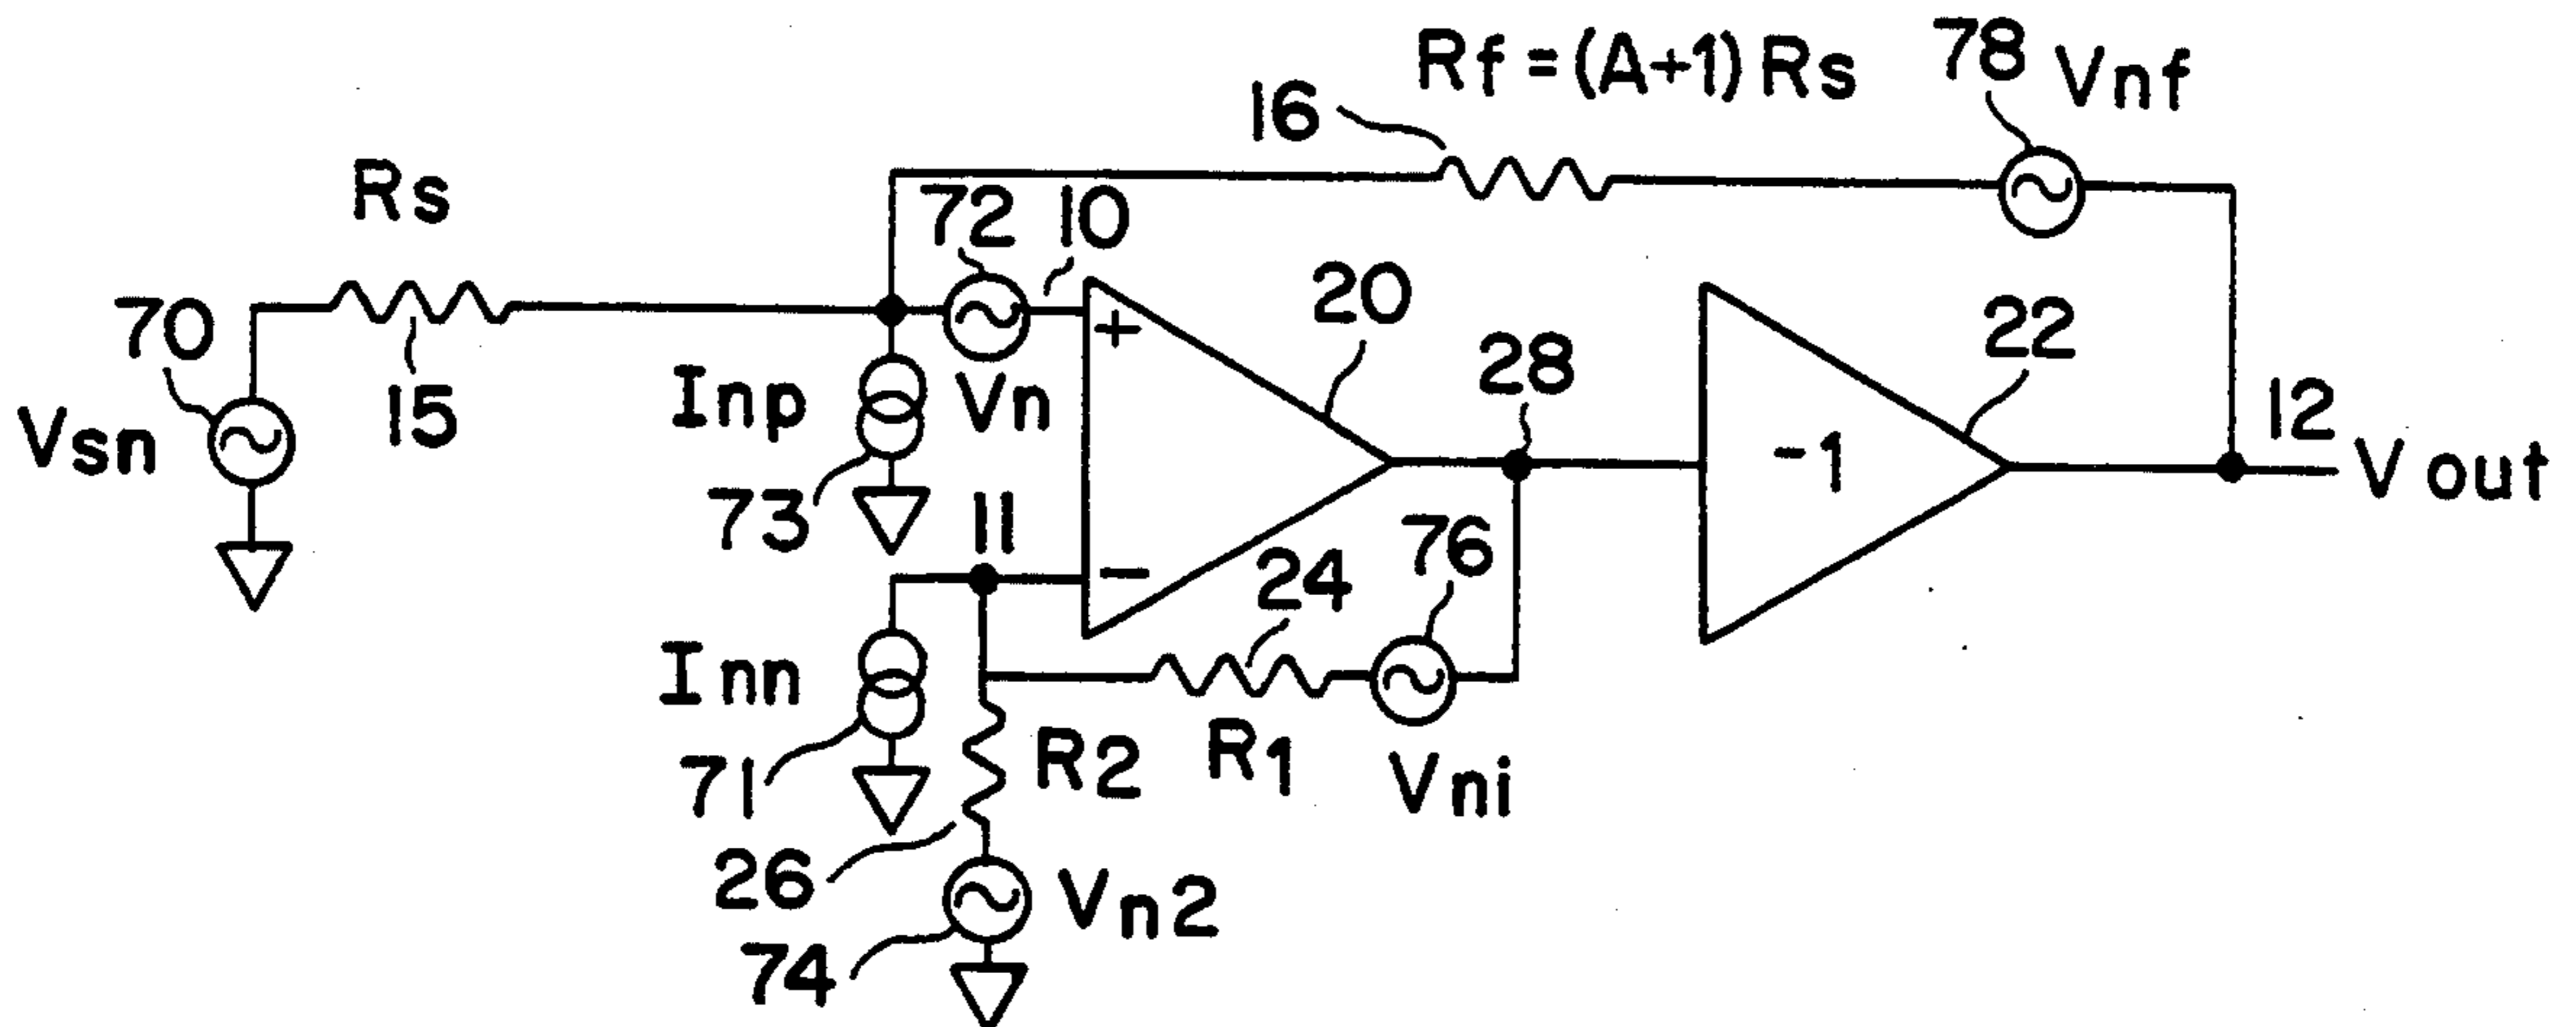 Rf = (A+1) Rs
78
Vnf
16
Rs
72
10
70
Vsn
15
Inp
Vn
73
+
20
28
22
-1
12
Vout
11
−
Inn
71
24
76
R2
R1
Vni
26
74
Vn2